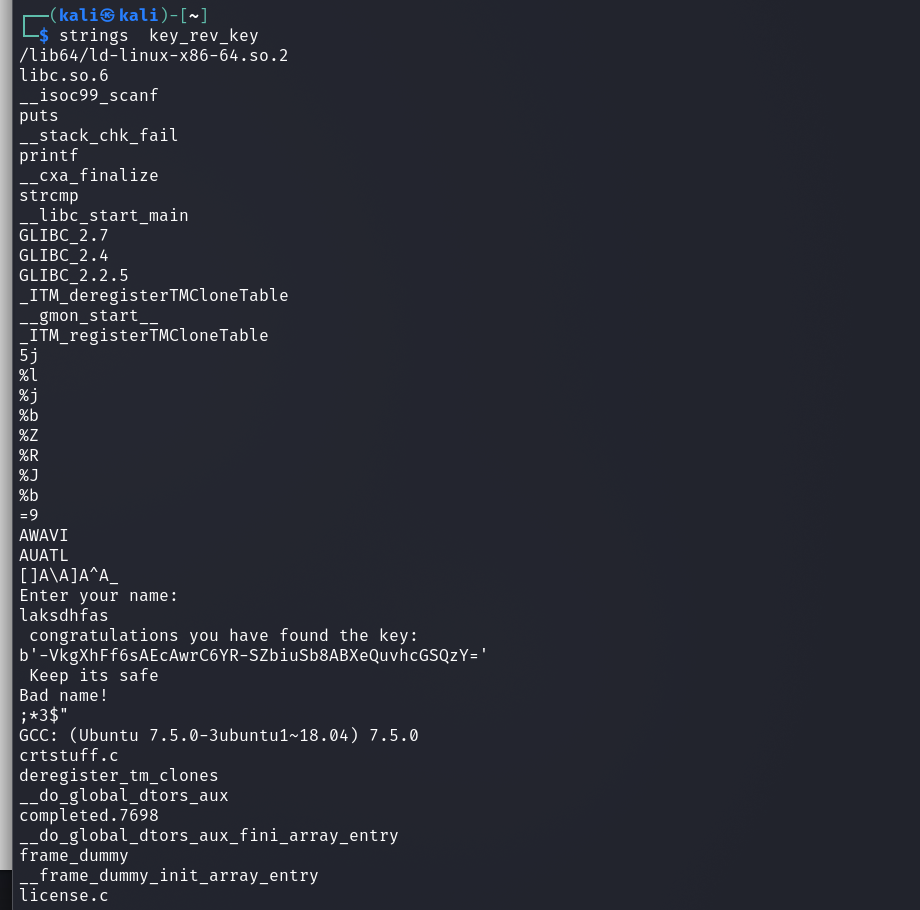 ┌──(kali㉿kali)-[~]
└─$ strings  key_rev_key
/lib64/ld-linux-x86-64.so.2
libc.so.6
__isoc99_scanf
puts
__stack_chk_fail
printf
__cxa_finalize
strcmp
__libc_start_main
GLIBC_2.7
GLIBC_2.4
GLIBC_2.2.5
_ITM_deregisterTMCloneTable
__gmon_start__
_ITM_registerTMCloneTable
5j
%l
%j
%b
%Z
%R
%J
%b
=9
AWAVI
AUATL
[]A\A]A^A_
Enter your name:
laksdhfas
 congratulations you have found the key:
b'-VkgXhFf6sAEcAwrC6YR-SZbiuSb8ABXeQuvhcGSQzY='
 Keep its safe
Bad name!
;*3$"
GCC: (Ubuntu 7.5.0-3ubuntu1~18.04) 7.5.0
crtstuff.c
deregister_tm_clones
__do_global_dtors_aux
completed.7698
__do_global_dtors_aux_fini_array_entry
frame_dummy
__frame_dummy_init_array_entry
license.c